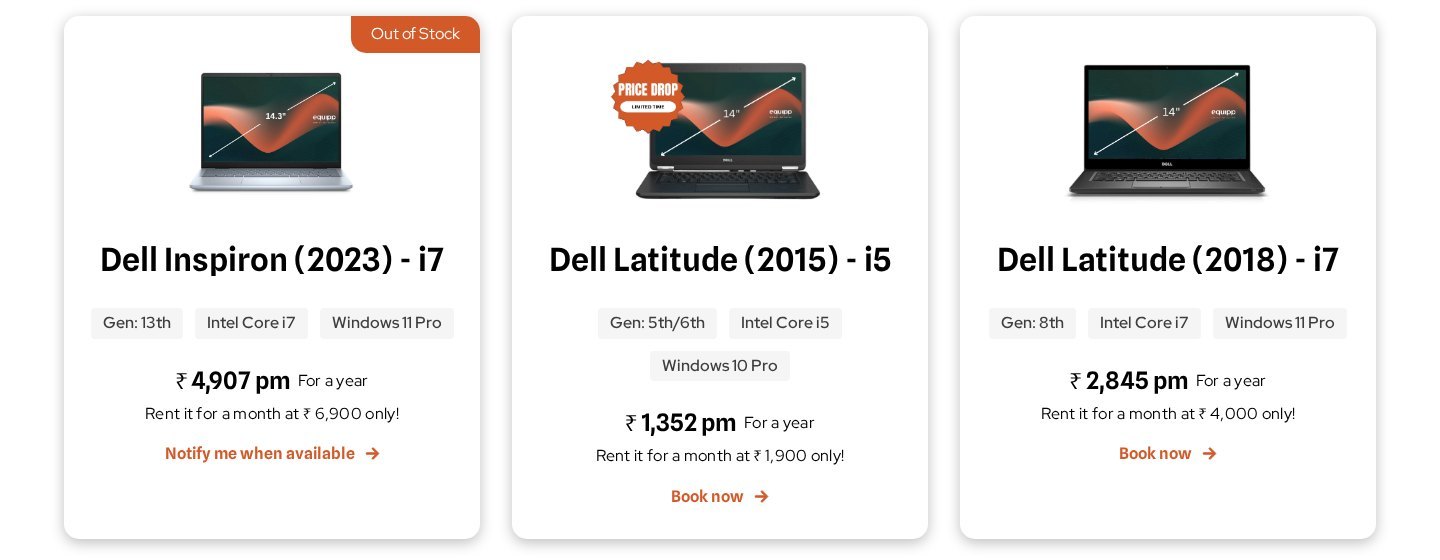 Out of Stock
14.3"
equipp
Dell Inspiron (2023) - i7
Gen: 13th
Intel Core i7
Windows 11 Pro
₹ 4,907 pm For a year
Rent it for a month at ₹ 6,900 only!
Notify me when available →
PRICE DROP
LIMITED TIME
14"
equipp
DELL
Dell Latitude (2015) - i5
Gen: 5th/6th
Intel Core i5
Windows 10 Pro
₹ 1,352 pm For a year
Rent it for a month at ₹ 1,900 only!
Book now →
14"
equipp
DELL
Dell Latitude (2018) - i7
Gen: 8th
Intel Core i7
Windows 11 Pro
₹ 2,845 pm For a year
Rent it for a month at ₹ 4,000 only!
Book now →